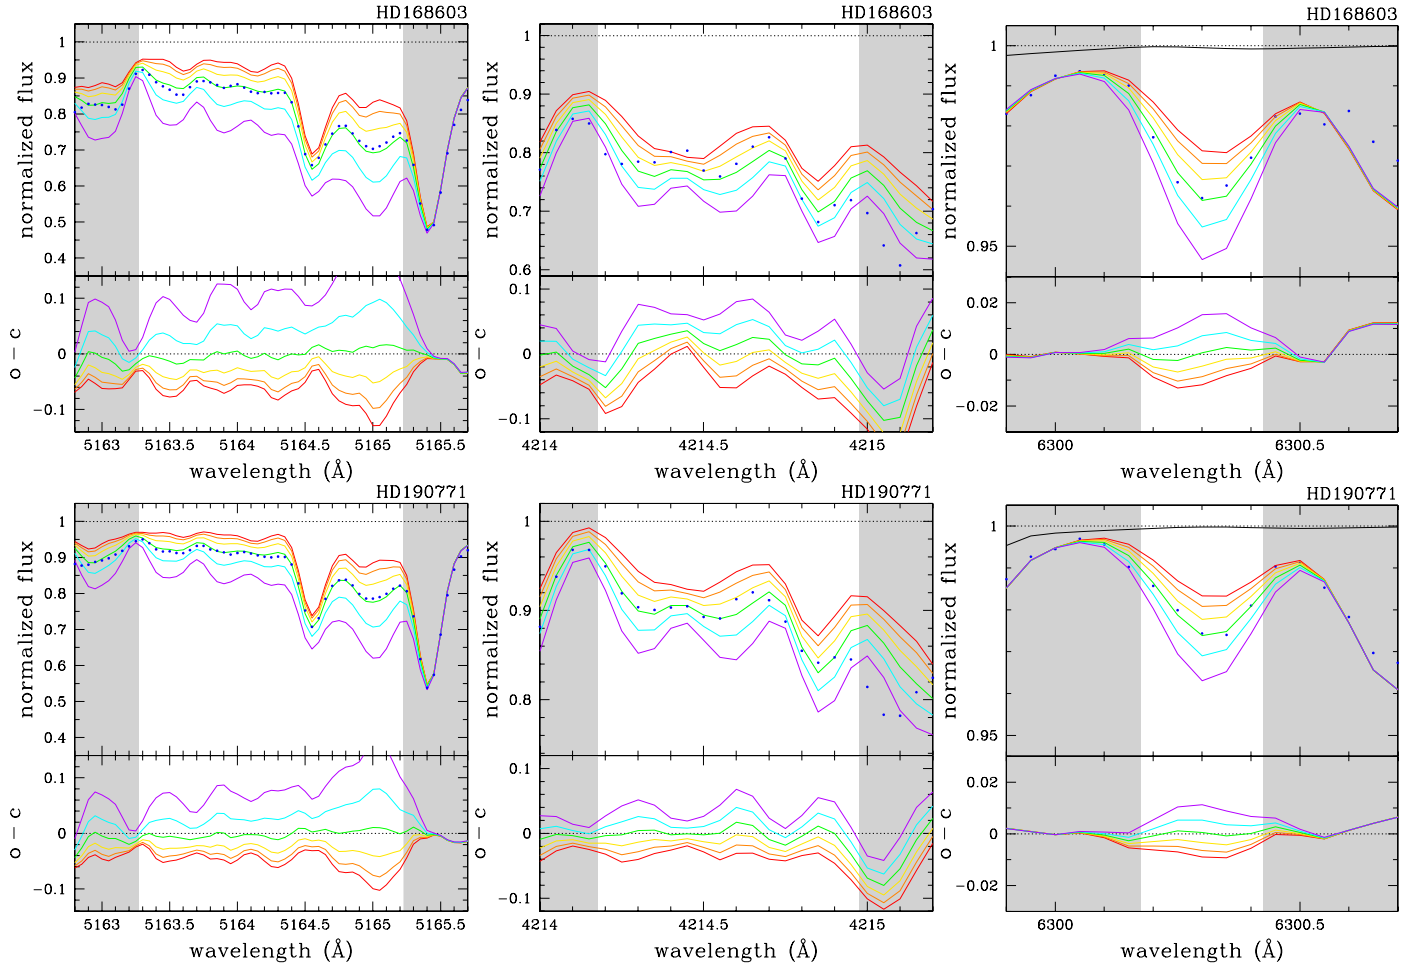 HD168603
HD168603
HD168603
normalized flux
1
0.9
0.8
0.7
0.6
0.5
0.4
normalized flux
1
0.9
0.8
0.7
0.6
normalized flux
1
0.95
o − c
0.1
0
−0.1
o − c
0.1
0
−0.1
0.02
0
−0.02
5163 5163.5 5164 5164.5 5165 5165.5
4214 4214.5 4215
6300 6300.5
wavelength (Å)
wavelength (Å)
wavelength (Å)
HD190771
HD190771
HD190771
normalized flux
1
0.9
0.8
0.7
0.6
0.5
0.4
normalized flux
1
0.9
0.8
normalized flux
1
0.95
o − c
0.1
0
−0.1
o − c
0.1
0
−0.1
0.02
0
−0.02
5163 5163.5 5164 5164.5 5165 5165.5
4214 4214.5 4215
6300 6300.5
wavelength (Å)
wavelength (Å)
wavelength (Å)